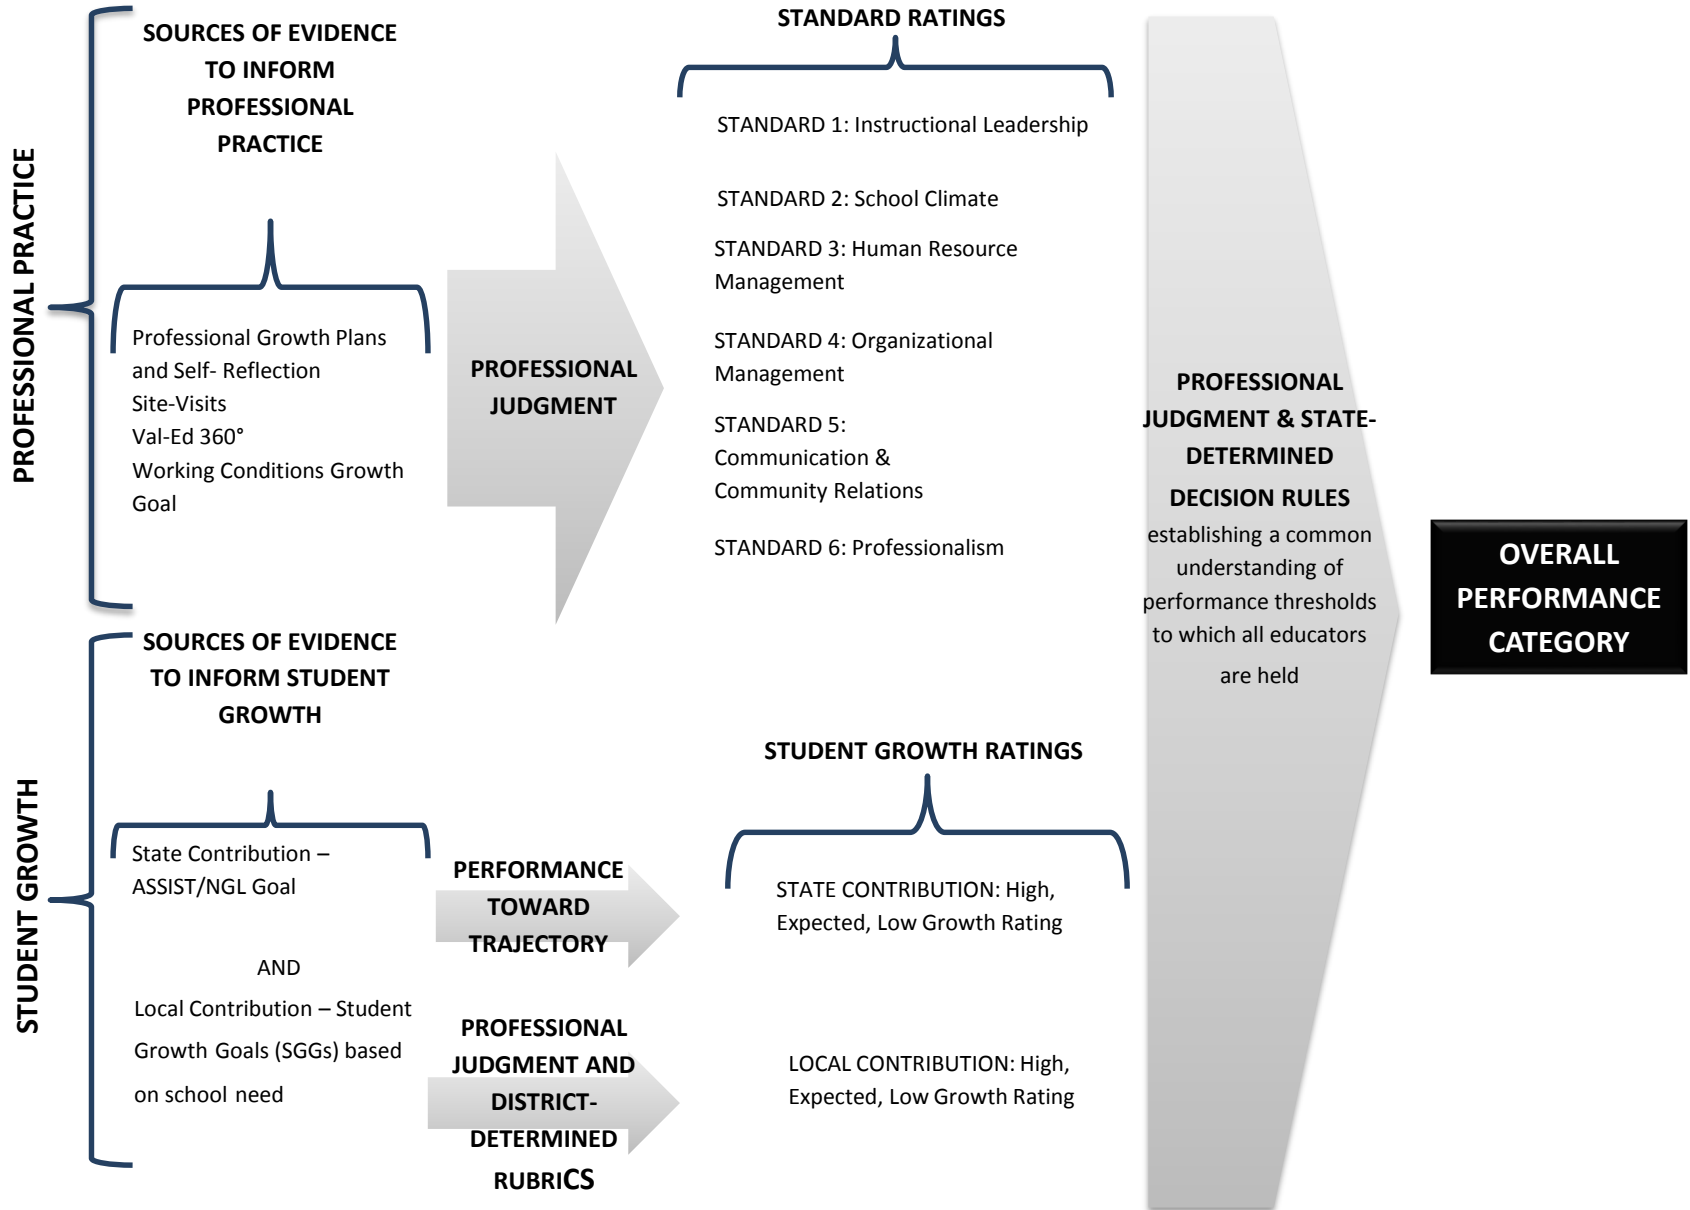 PROFESSIONAL PRACTICE
SOURCES OF EVIDENCE
TO INFORM
PROFESSIONAL
PRACTICE
Professional Growth Plans
and Self- Reflection
Site-Visits
Val-Ed 360°
Working Conditions Growth
Goal
PROFESSIONAL
JUDGMENT
STANDARD RATINGS
STANDARD 1: Instructional Leadership
STANDARD 2: School Climate
STANDARD 3: Human Resource
Management
STANDARD 4: Organizational
Management
STANDARD 5:
Communication &
Community Relations
STANDARD 6: Professionalism
STUDENT GROWTH
SOURCES OF EVIDENCE
TO INFORM STUDENT
GROWTH
State Contribution –
ASSIST/NGL Goal
AND
Local Contribution – Student
Growth Goals (SGGs) based
on school need
PERFORMANCE
TOWARD
TRAJECTORY
PROFESSIONAL
JUDGMENT AND
DISTRICT-
DETERMINED
RUBRICS
STUDENT GROWTH RATINGS
STATE CONTRIBUTION: High,
Expected, Low Growth Rating
LOCAL CONTRIBUTION: High,
Expected, Low Growth Rating
PROFESSIONAL
JUDGMENT & STATE-
DETERMINED
DECISION RULES
establishing a common
understanding of
performance thresholds
to which all educators
are held
OVERALL
PERFORMANCE
CATEGORY